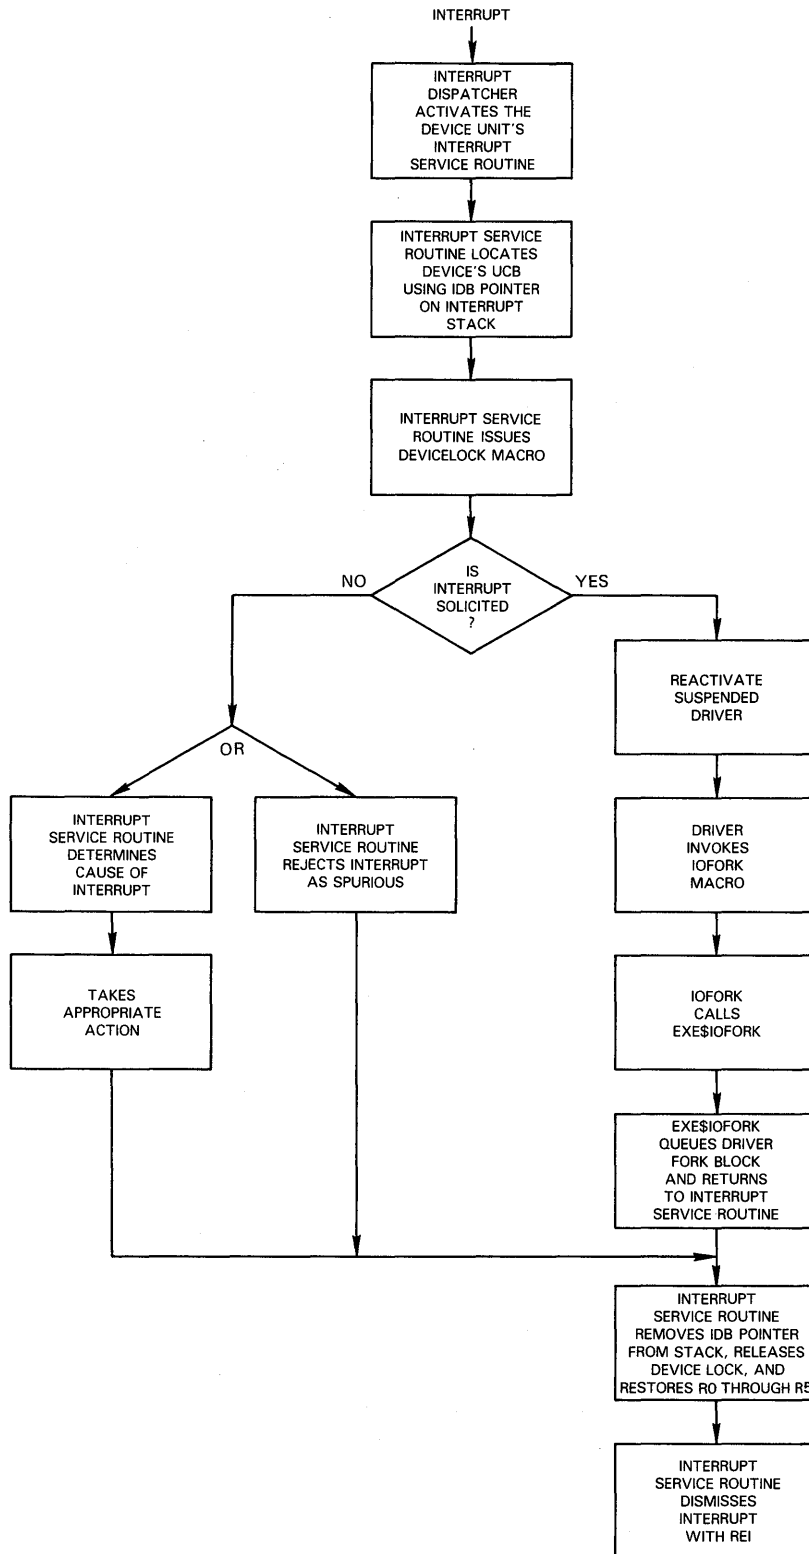 INTERRUPT
INTERRUPT
DISPATCHER
ACTIVATES THE
DEVICE UNIT'S
INTERRUPT
SERVICE ROUTINE
INTERRUPT SERVICE
ROUTINE LOCATES
DEVICE'S UCB
USING IDB POINTER
ON INTERRUPT
STACK
INTERRUPT SERVICE
ROUTINE ISSUES
DEVICELOCK MACRO
IS
INTERRUPT
SOLICITED
?
NO
YES
OR
INTERRUPT
SERVICE ROUTINE
DETERMINES
CAUSE OF
INTERRUPT
TAKES
APPROPRIATE
ACTION
INTERRUPT
SERVICE ROUTINE
REJECTS INTERRUPT
AS SPURIOUS
REACTIVATE
SUSPENDED
DRIVER
DRIVER
INVOKES
IOFORK
MACRO
IOFORK
CALLS
EXE$IOFORK
EXE$IOFORK
QUEUES DRIVER
FORK BLOCK
AND RETURNS
TO INTERRUPT
SERVICE ROUTINE
INTERRUPT
SERVICE ROUTINE
REMOVES IDB POINTER
FROM STACK, RELEASES
DEVICE LOCK, AND
RESTORES R0 THROUGH R5
INTERRUPT
SERVICE ROUTINE
DISMISSES
INTERRUPT
WITH REI